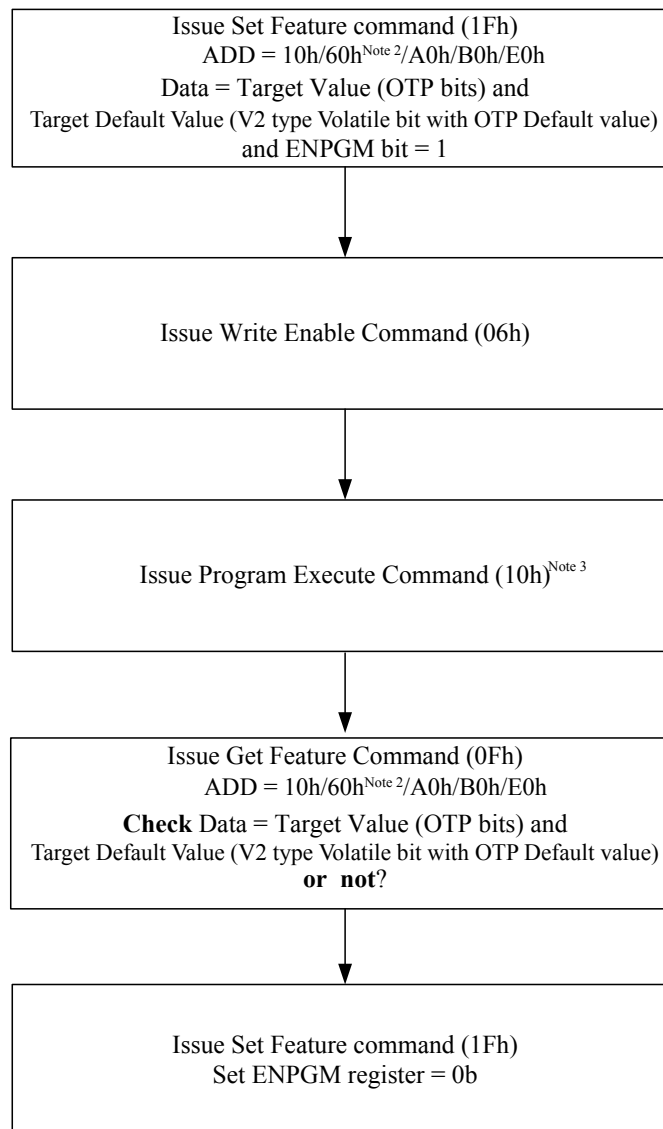 Issue Set Feature command (1Fh)
ADD = 10h/60h Note 2/A0h/B0h/E0h
Data = Target Value (OTP bits) and
Target Default Value (V2 type Volatile bit with OTP Default value)
and ENPGM bit = 1
Issue Write Enable Command (06h)
Issue Program Execute Command (10h) Note 3
Issue Get Feature Command (0Fh)
ADD = 10h/60h Note 2/A0h/B0h/E0h
Check Data = Target Value (OTP bits) and
Target Default Value (V2 type Volatile bit with OTP Default value)
or not?
Issue Set Feature command (1Fh)
Set ENPGM register = 0b